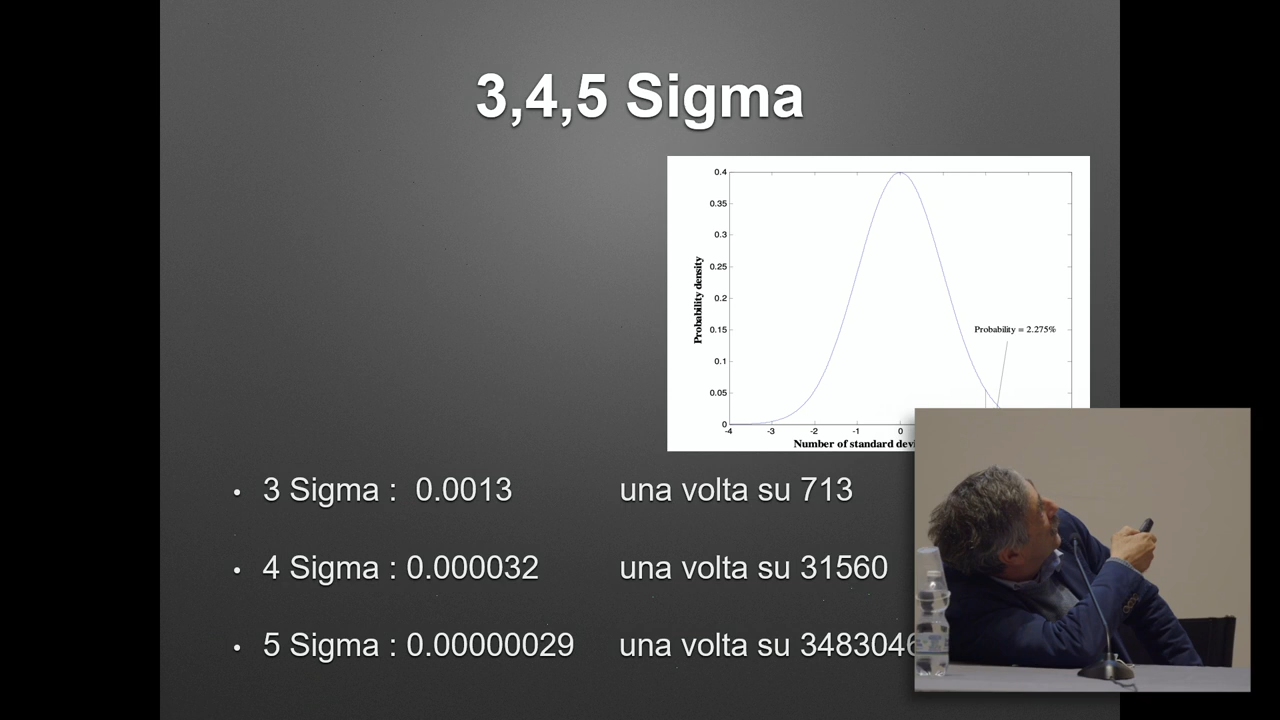 3,4,5 Sigma
0.4
0.35
0.3
0.25
0.2
0.15
0.1
0.05
0
Probability density
Probability = 2.275%
-4 -3 -2 -1 0
Number of standard
• 3 Sigma : 0.0013 una volta su 713
• 4 Sigma : 0.000032 una volta su 31560
• 5 Sigma : 0.00000029 una volta su 348304